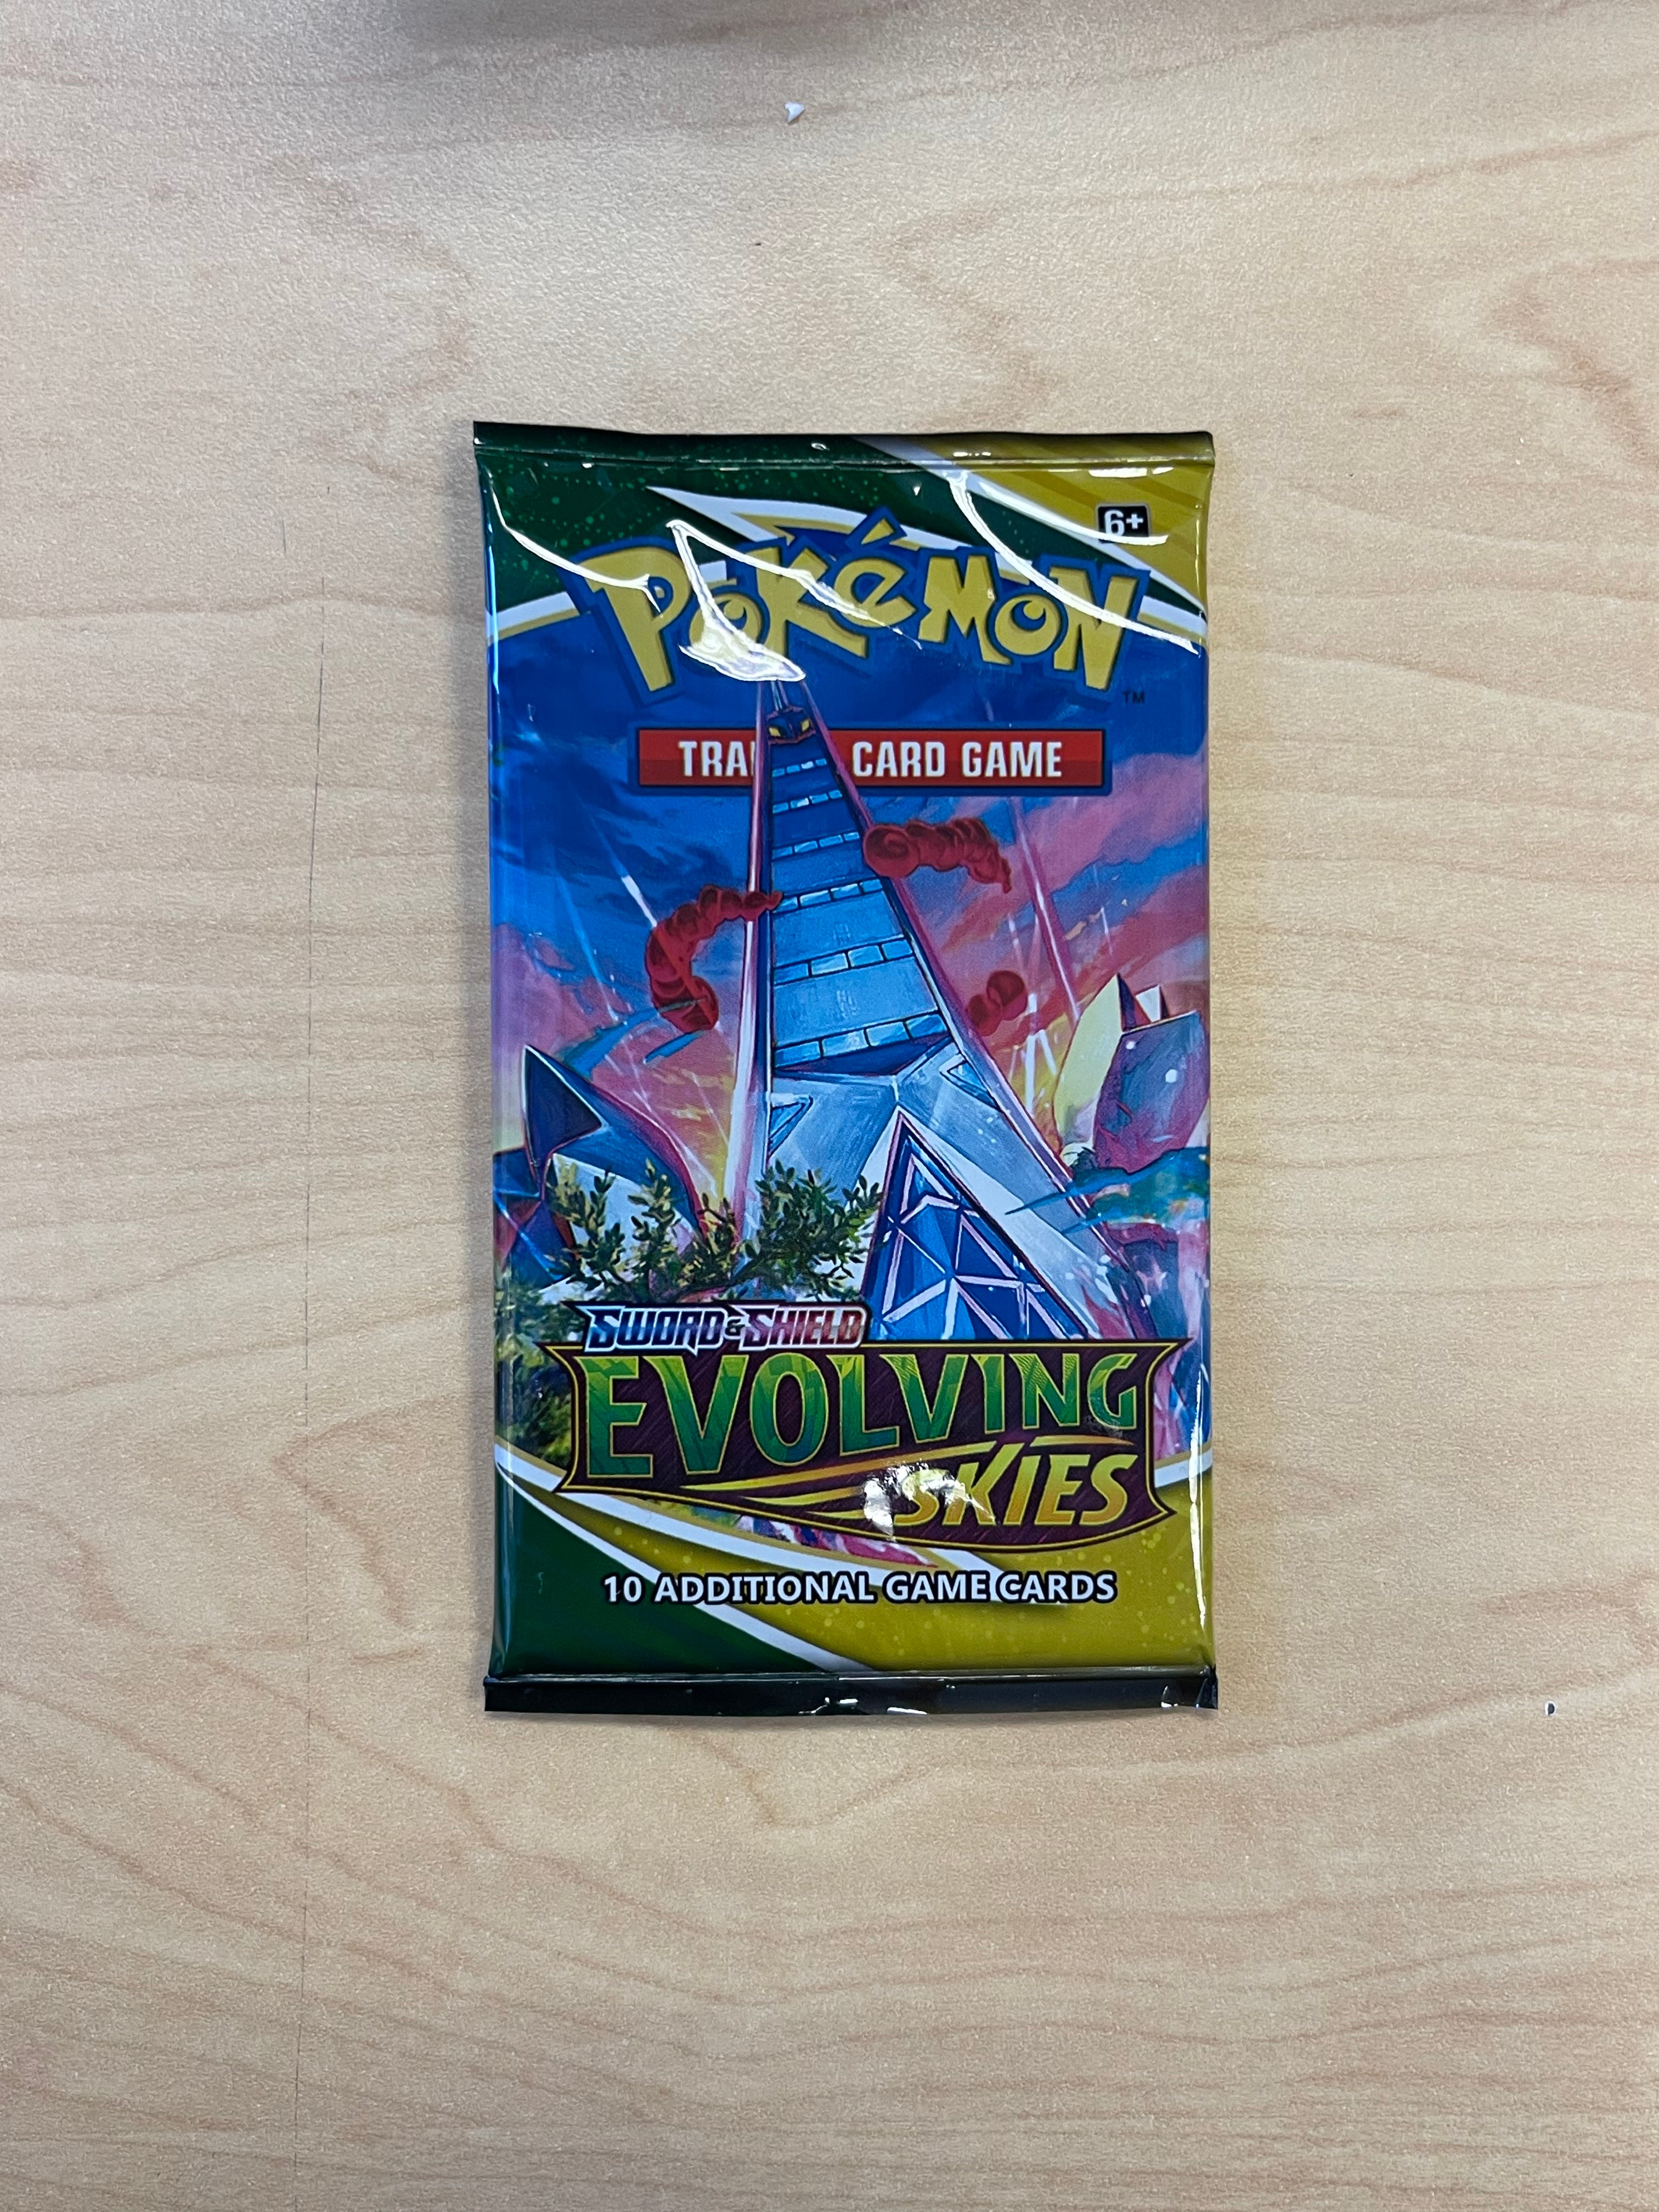 6+
Pokémon
TM
TRA CARD GAME
SWORD & SHIELD
EVOLVING
SKIES
10 ADDITIONAL GAME CARDS